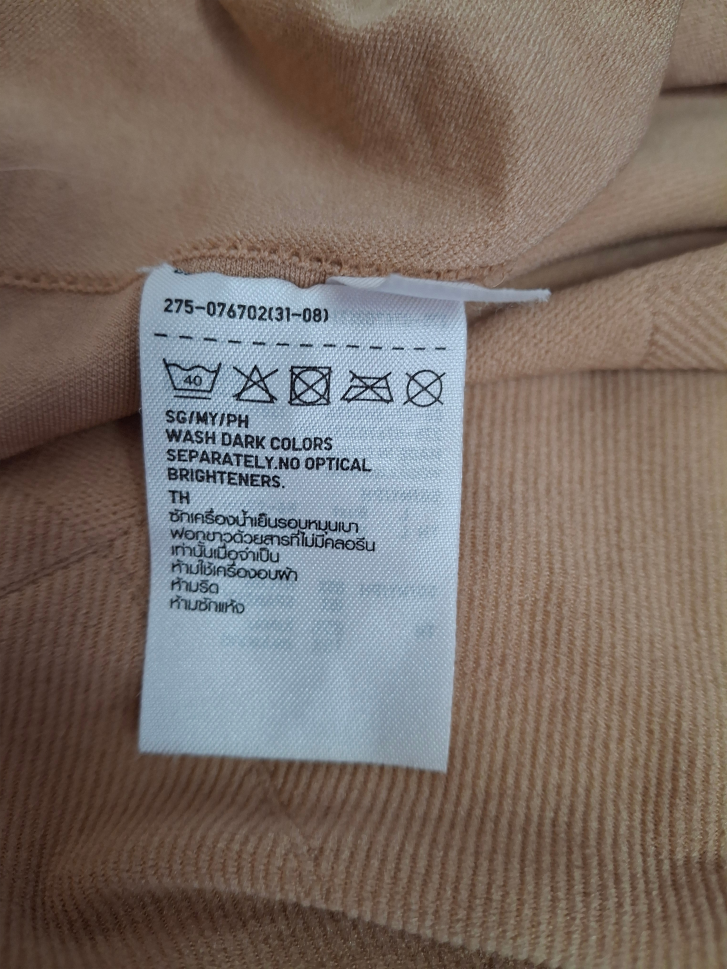 275-076702(31-08)
40
SG/MY/PH
WASH DARK COLORS
SEPARATELY.NO OPTICAL
BRIGHTENERS.
TH
ซักเครื่องน้ำเย็นรอบหมุนเบา
ฟอกขาวด้วยสารที่ไม่มีคลอรีน
เท่านั้นเมื่อจำเป็น
ห้ามใช้เครื่องอบผ้า
ห้ามรีด
ห้ามซักแห้ง